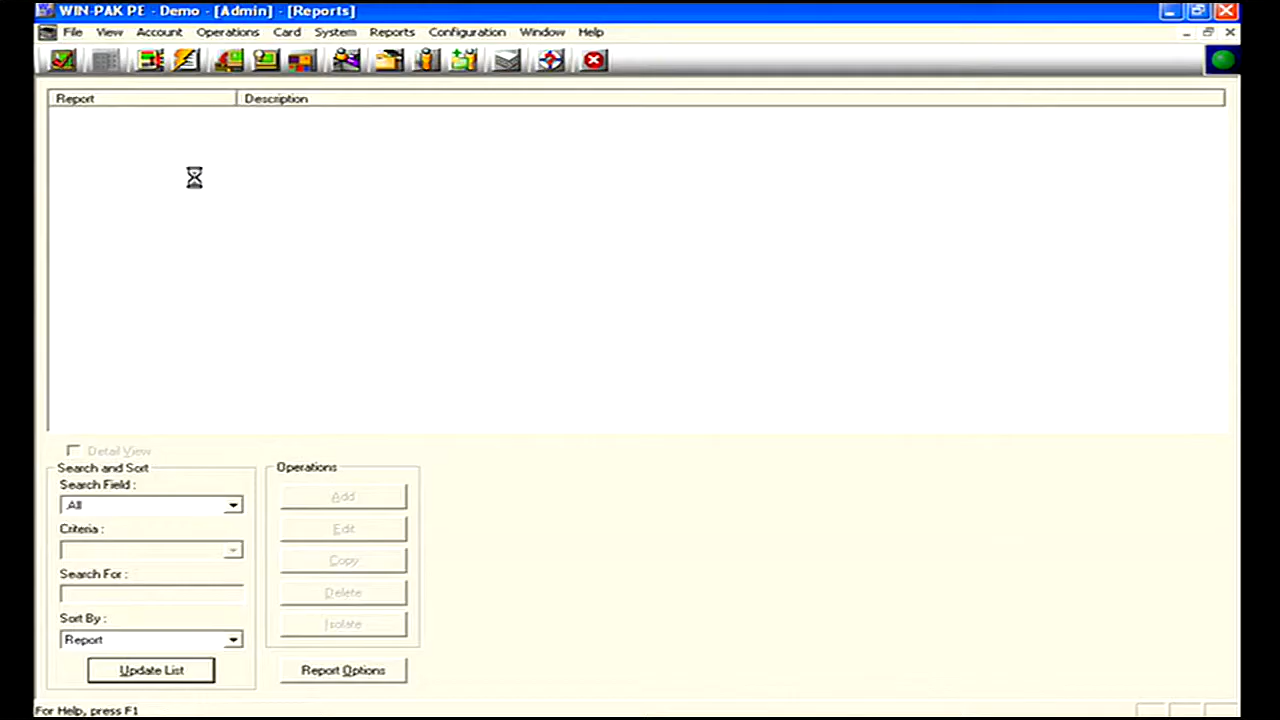 WIN-PAK PE - Demo - [Admin] - [Reports]
File View Account Operations Card System Reports Configuration Window Help
Report Description
Detail View
Search and Sort
Search Field :
All
Criteria :
Search For :
Sort By :
Report
Update List
Operations
Add
Edit
Copy
Delete
Isolate
Report Options
For Help, press F1